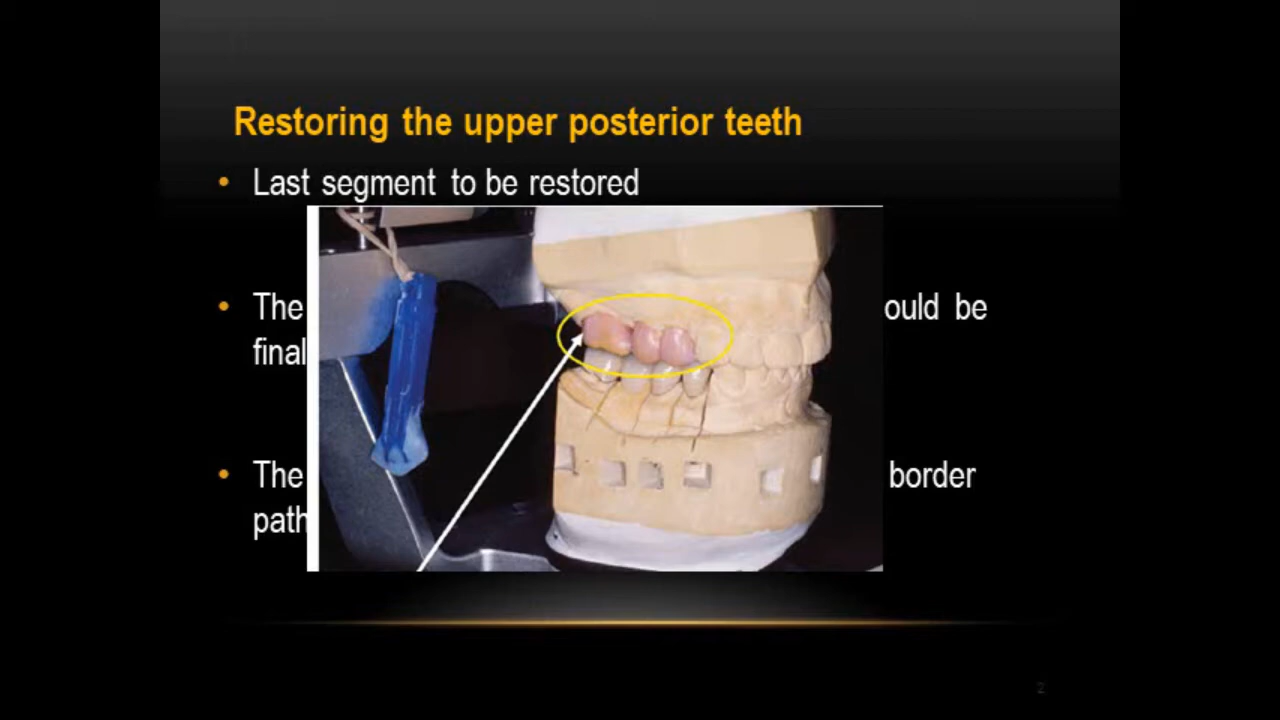 Restoring the upper posterior teeth
• Last segment to be restored
• The ould be
final
• The border
path
2